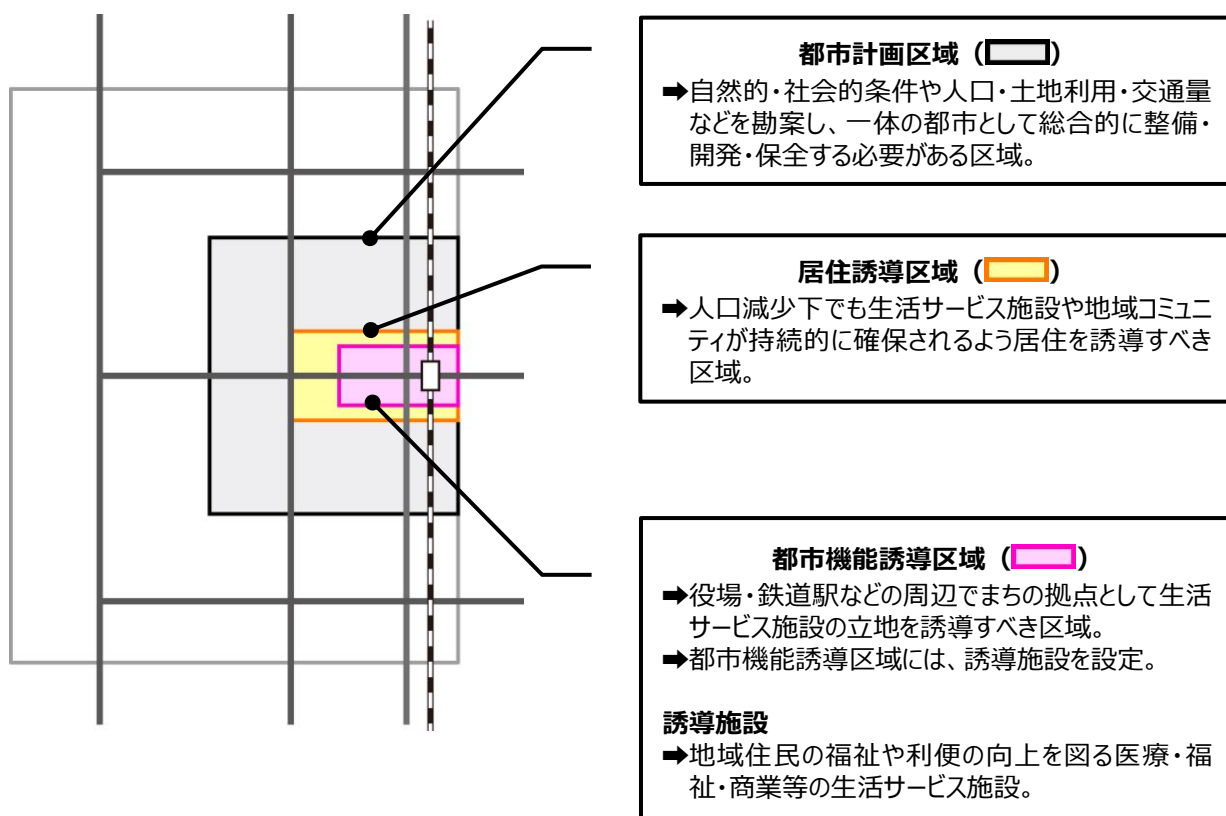 都市計画区域（　　）
➡自然的・社会的条件や人口・土地利用・交通量
などを勘案し、一体の都市として総合的に整備・
開発・保全する必要がある区域。
居住誘導区域（　　）
➡人口減少下でも生活サービス施設や地域コミュニ
ティが持続的に確保されるよう居住を誘導すべき
区域。
都市機能誘導区域（　　）
➡役場・鉄道駅などの周辺でまちの拠点として生活
サービス施設の立地を誘導すべき区域。
➡都市機能誘導区域には、誘導施設を設定。
誘導施設
➡地域住民の福祉や利便の向上を図る医療・福
祉・商業等の生活サービス施設。